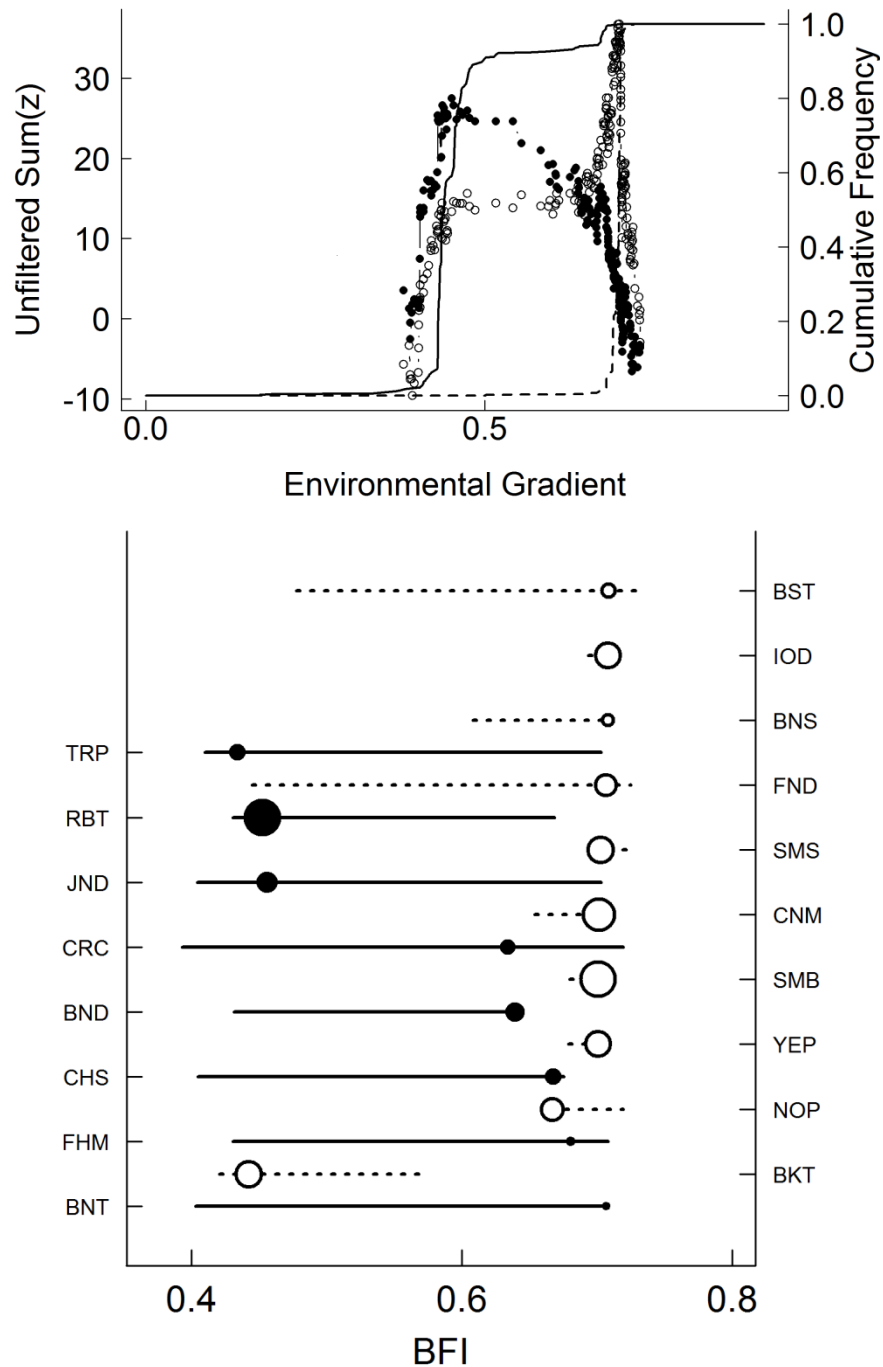 Unfiltered Sum(z)
30
20
10
0
-10
1.0
0.8
0.6
0.4
0.2
0.0
Cumulative Frequency
0.0 0.5
Environmental Gradient
TRP
RBT
JND
CRC
BND
CHS
FHM
BNT
BST
IOD
BNS
FND
SMS
CNM
SMB
YEP
NOP
BKT
0.4 0.6 0.8
BFI